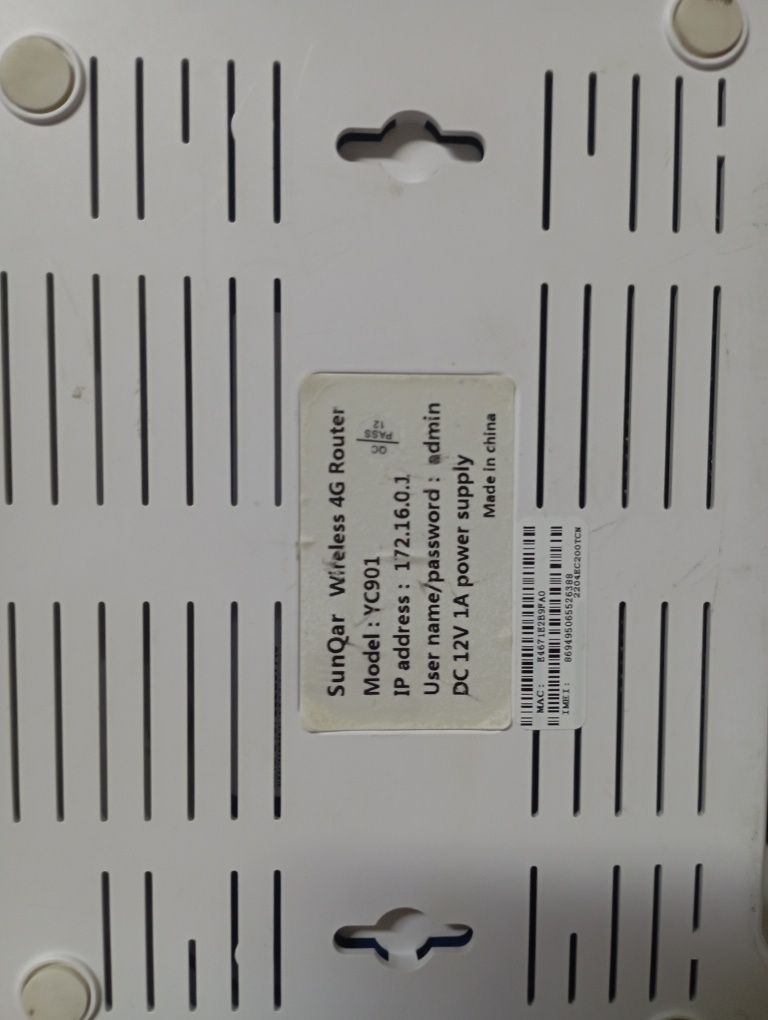 SunQar Wireless 4G Router
Model : YC901
QC
PASS
12
IP address : 172.16.0.1
User name/password : admin
DC 12V 1A power supply
Made in china
MAC: E4671E2B9FA0
IMEI: 869495065526388
2204EC200TCN